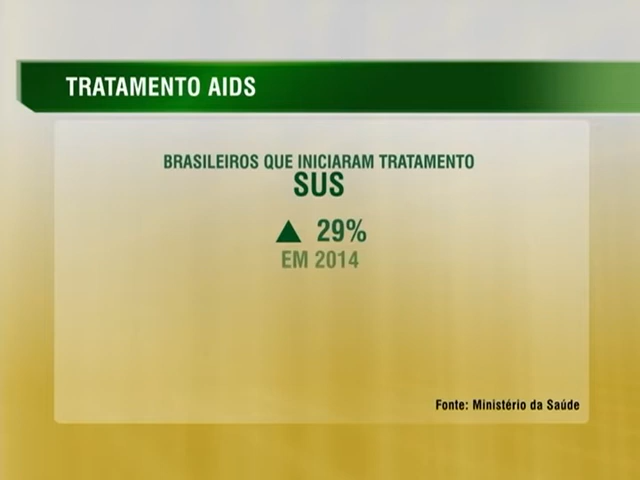 TRATAMENTO AIDS
BRASILEIROS QUE INICIARAM TRATAMENTO
SUS
▲ 29%
EM 2014
Fonte: Ministério da Saúde